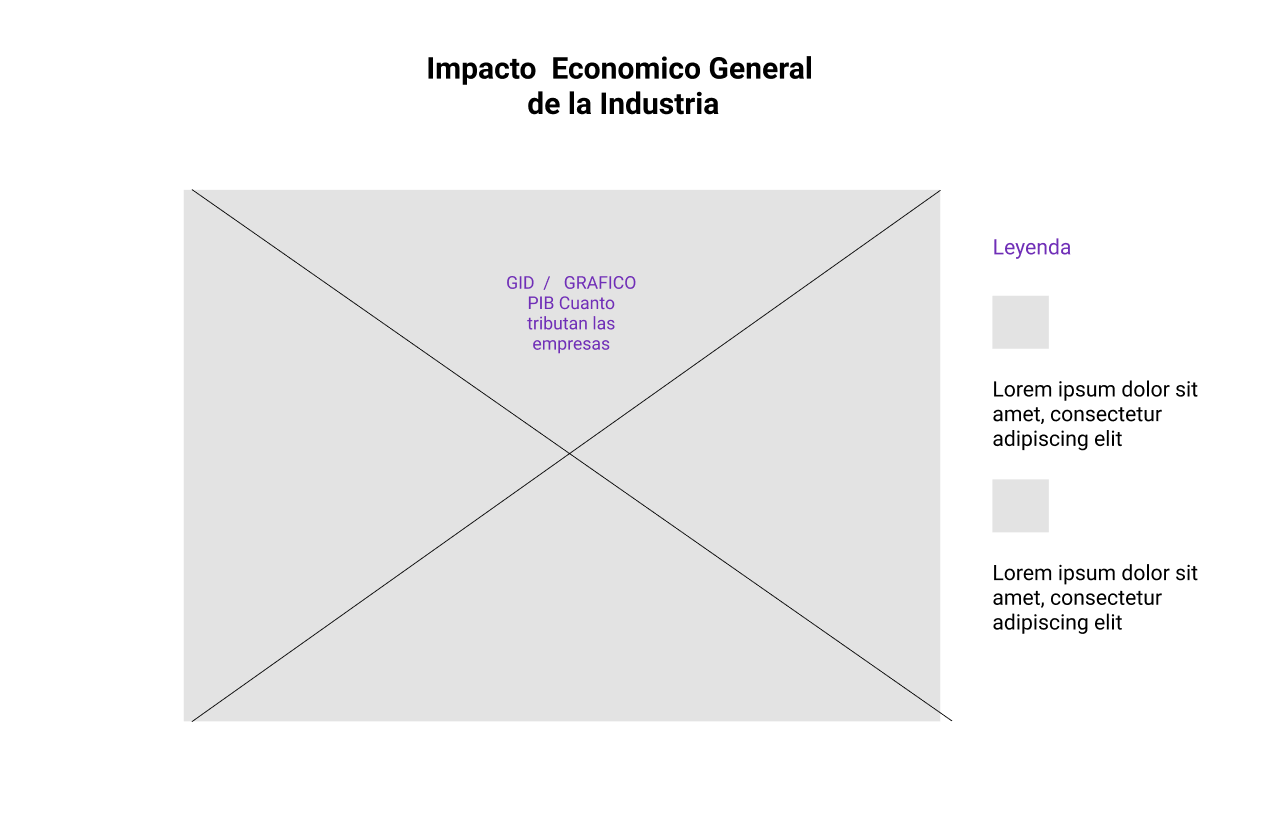 Impacto  Economico General
de la Industria
GID  /   GRAFICO
PIB Cuanto
tributan las
empresas
Leyenda
Lorem ipsum dolor sit
amet, consectetur
adipiscing elit
Lorem ipsum dolor sit
amet, consectetur
adipiscing elit